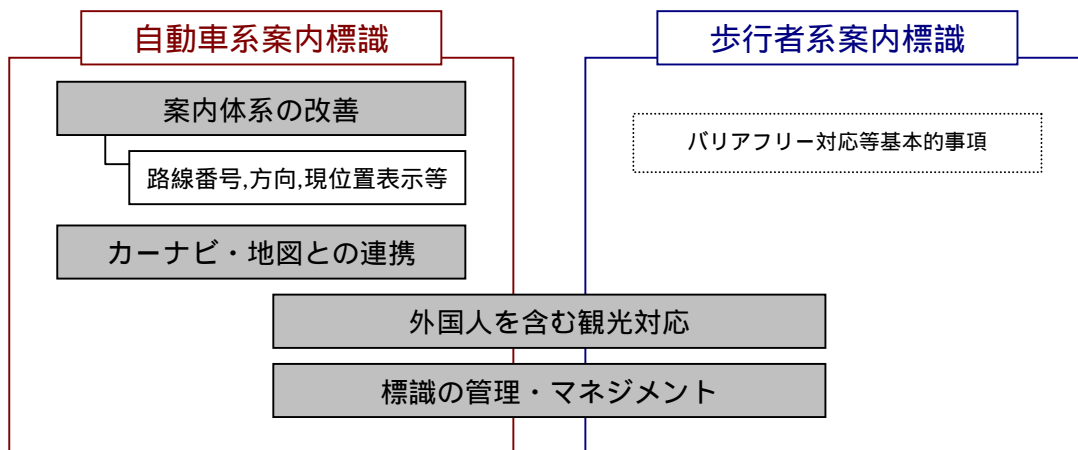 自動車系案内標識
歩行者系案内標識
案内体系の改善
バリアフリー対応等基本的事項
路線番号,方向,現位置表示等
カーナビ・地図との連携
外国人を含む観光対応
標識の管理・マネジメント